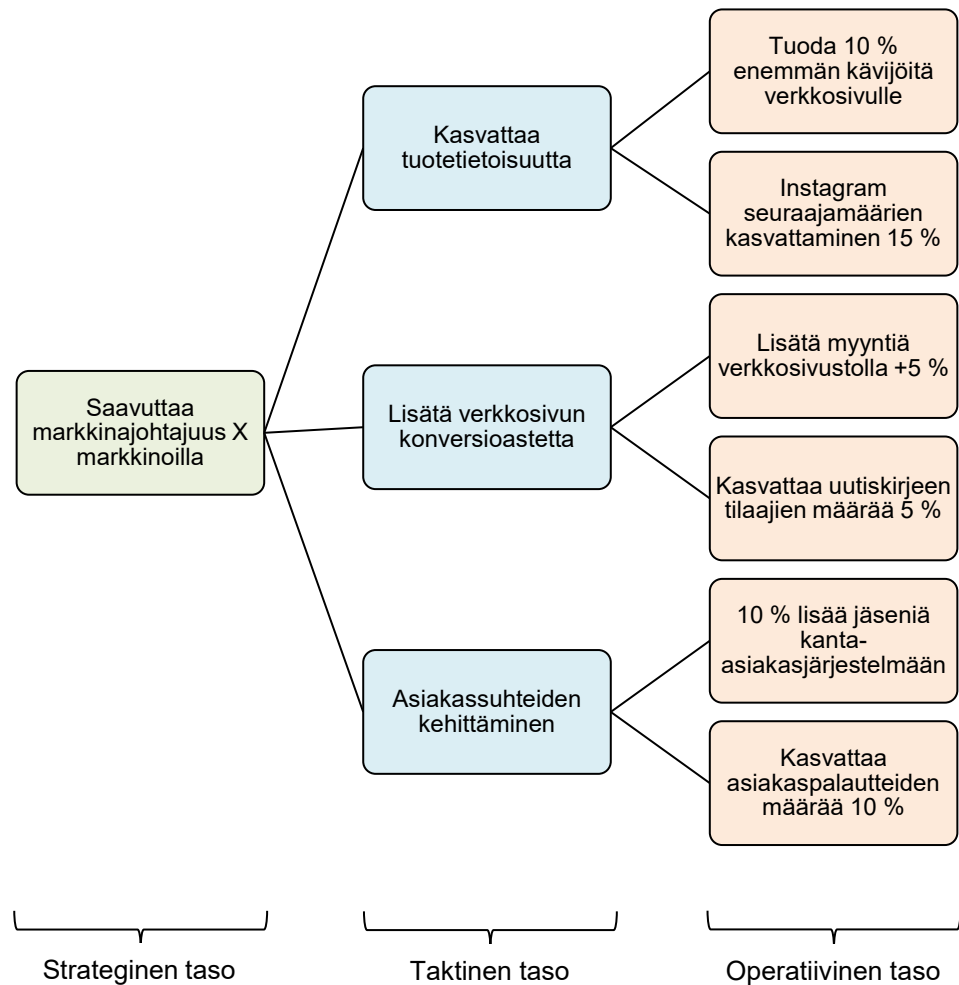 Tuoda 10 %
enemmän kävijöitä
verkkosivulle
Kasvattaa
tuotetietoisuutta
Instagram
seuraajamäärien
kasvattaminen 15 %
Lisätä myyntiä
verkkosivustolla +5 %
Saavuttaa
markkinajohtajuus X
markkinoilla
Lisätä verkkosivun
konversioastetta
Kasvattaa uutiskirjeen
tilaajien määrää 5 %
10 % lisää jäseniä
kanta-
asiakasjärjestelmään
Asiakassuhteiden
kehittäminen
Kasvattaa
asiakaspalautteiden
määrää 10 %
Strateginen taso
Taktinen taso
Operatiivinen taso